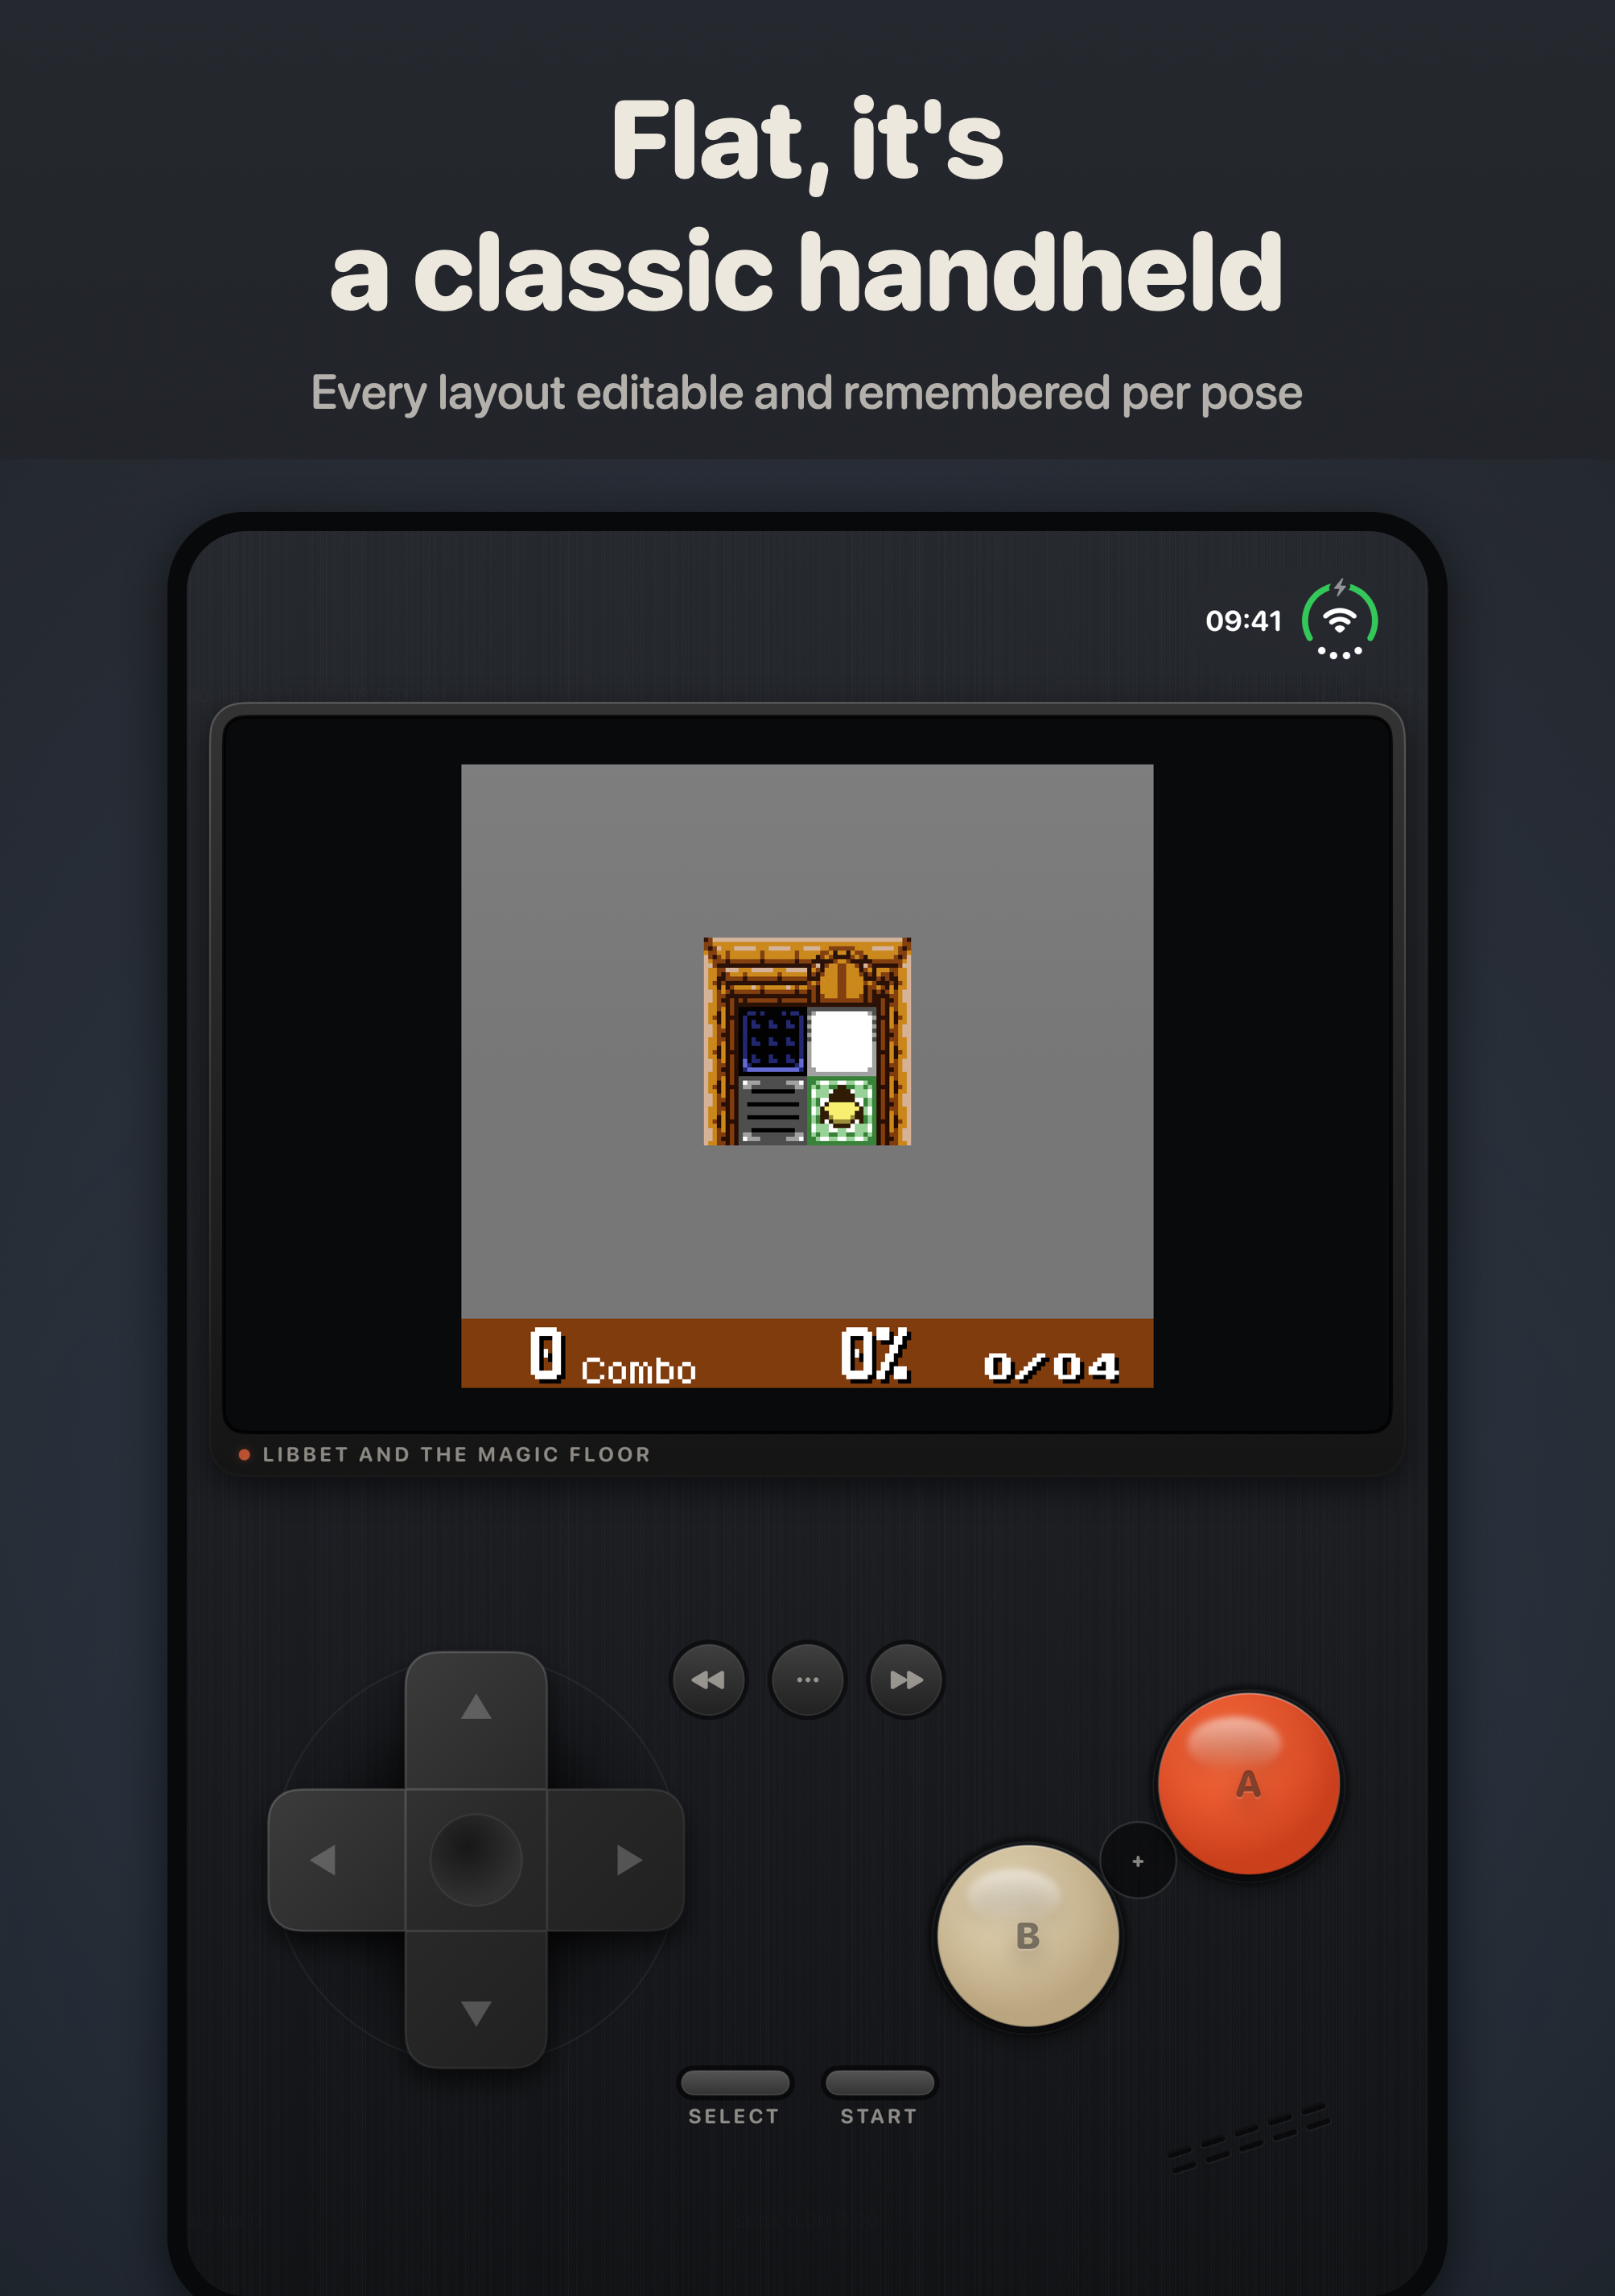 Flat, it's
a classic handheld
Every layout editable and remembered per pose
09:41
0 Combo 0% 0/04
LIBBET AND THE MAGIC FLOOR
A
+
B
SELECT START